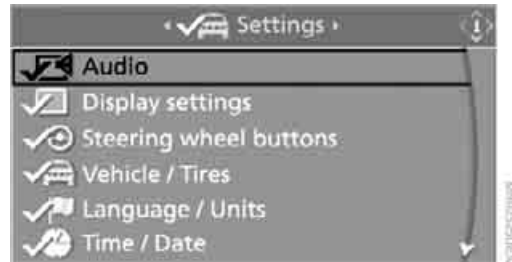 Settings
Audio
Display settings
Steering wheel buttons
Vehicle / Tires
Language / Units
Time / Date